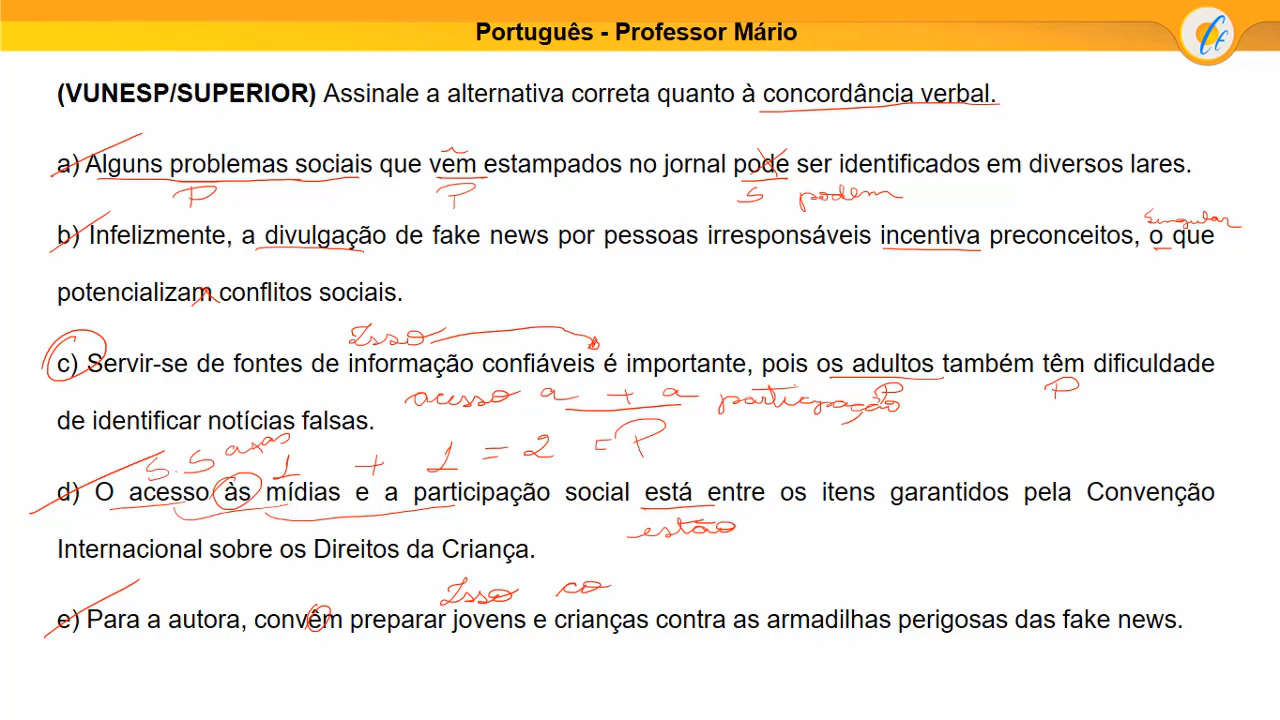 Português - Professor Mário
(VUNESP/SUPERIOR) Assinale a alternativa correta quanto à concordância verbal.
a) Alguns problemas sociais que vêm estampados no jornal pode ser identificados em diversos lares.
P P S podem
singular
b) Infelizmente, a divulgação de fake news por pessoas irresponsáveis incentiva preconceitos, o que
potencializam conflitos sociais.
Isso
c) Servir-se de fontes de informação confiáveis é importante, pois os adultos também têm dificuldade
P P
acesso a + a participação
de identificar notícias falsas.
S.S a+as 1 + 1 = 2 = P
d) O acesso às mídias e a participação social está entre os itens garantidos pela Convenção
estão
Internacional sobre os Direitos da Criança.
Isso co
e) Para a autora, convêm preparar jovens e crianças contra as armadilhas perigosas das fake news.